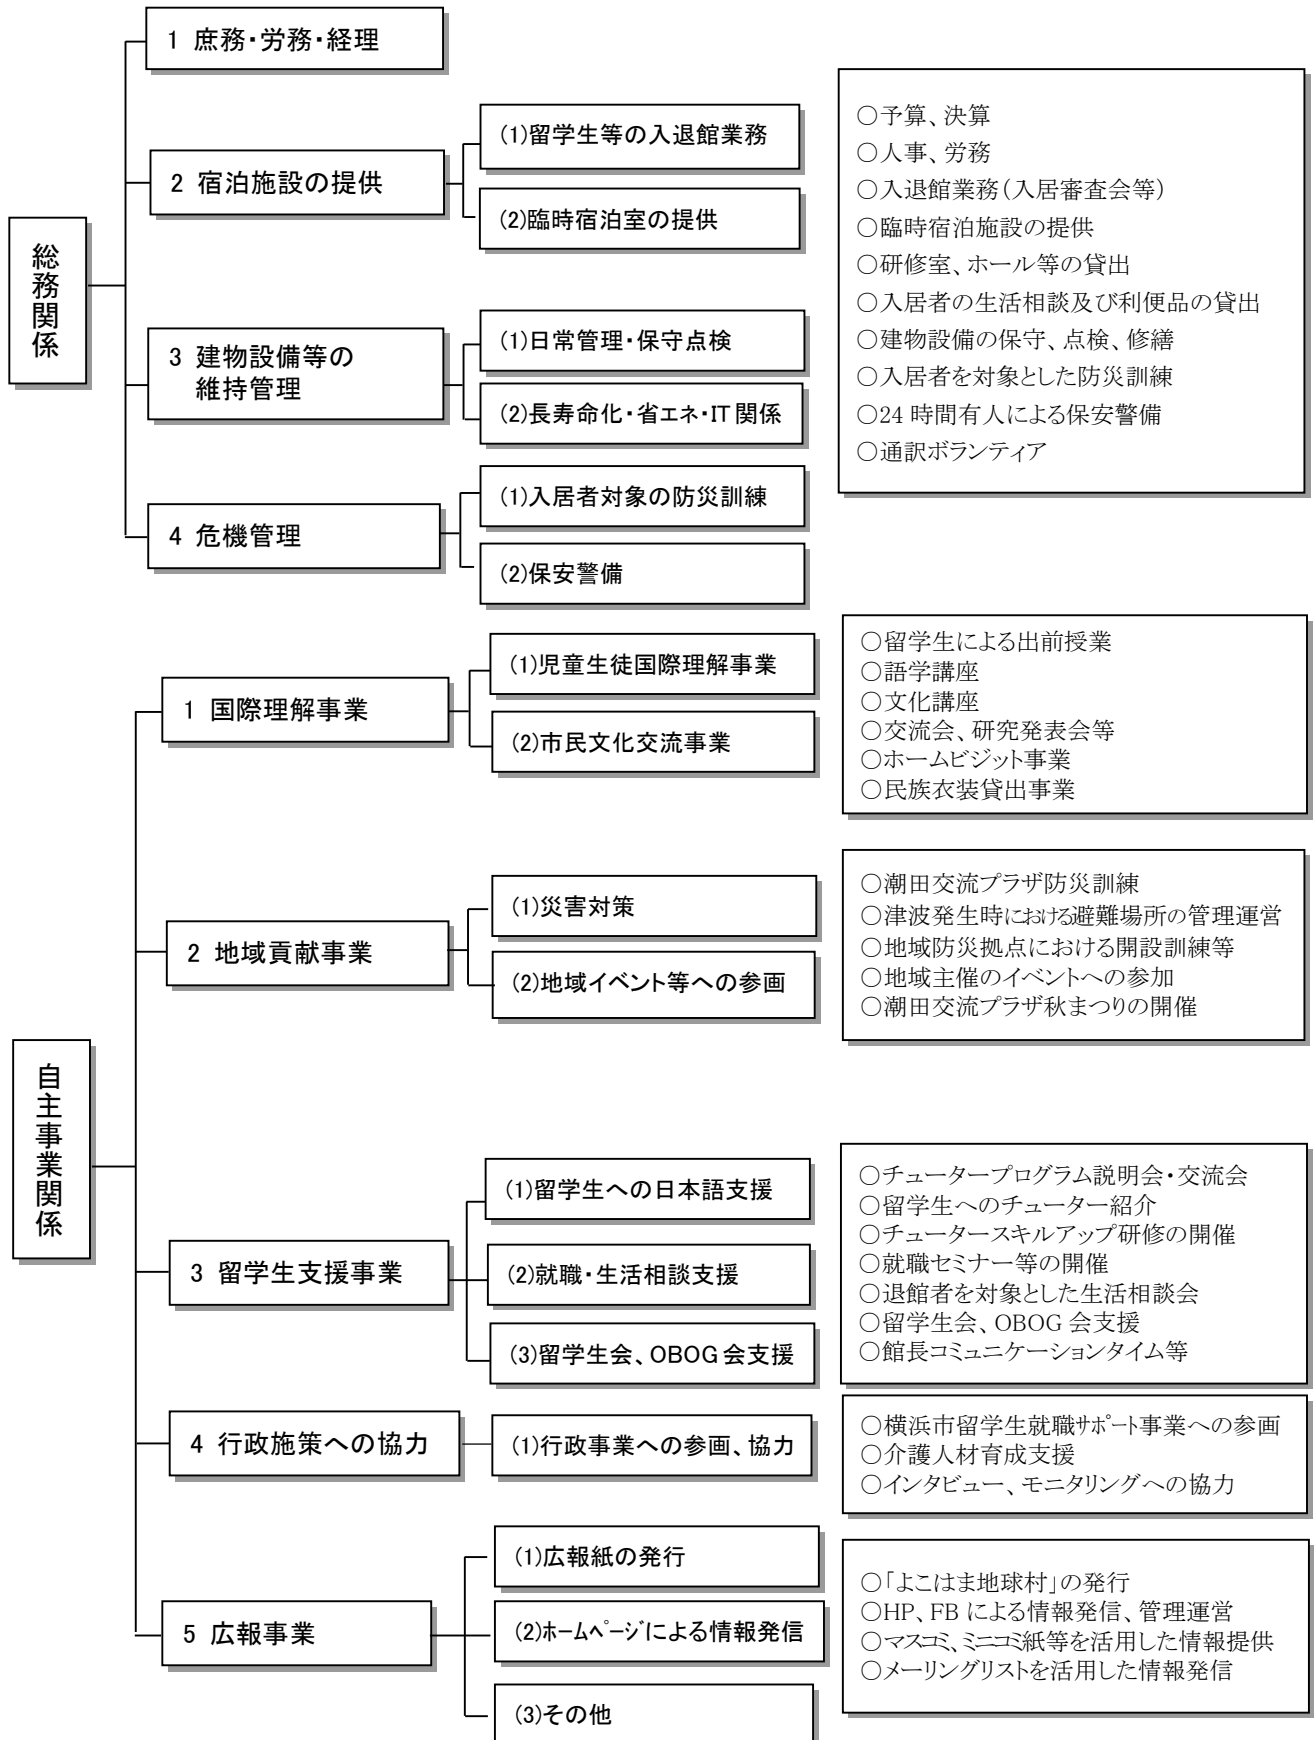 総務関係
1 庶務・労務・経理
2 宿泊施設の提供
(1)留学生等の入退館業務
(2)臨時宿泊室の提供
3 建物設備等の
維持管理
(1)日常管理・保守点検
(2)長寿命化・省エネ・IT関係
4 危機管理
(1)入居者対象の防災訓練
(2)保安警備
○予算、決算
○人事、労務
○入退館業務(入居審査会等)
○臨時宿泊施設の提供
○研修室、ホール等の貸出
○入居者の生活相談及び利便品の貸出
○建物設備の保守、点検、修繕
○入居者を対象とした防災訓練
○24 時間有人による保安警備
○通訳ボランティア
自主事業関係
1 国際理解事業
(1)児童生徒国際理解事業
(2)市民文化交流事業
○留学生による出前授業
○語学講座
○文化講座
○交流会、研究発表会等
○ホームビジット事業
○民族衣装貸出事業
2 地域貢献事業
(1)災害対策
(2)地域イベント等への参画
○潮田交流プラザ防災訓練
○津波発生時における避難場所の管理運営
○地域防災拠点における開設訓練等
○地域主催のイベントへの参加
○潮田交流プラザ秋まつりの開催
3 留学生支援事業
(1)留学生への日本語支援
(2)就職・生活相談支援
(3)留学生会、OBOG会支援
○チュータープログラム説明会・交流会
○留学生へのチューター紹介
○チュータースキルアップ研修の開催
○就職セミナー等の開催
○退館者を対象とした生活相談会
○留学生会、OBOG 会支援
○館長コミュニケーションタイム等
4 行政施策への協力
(1)行政事業への参画、協力
○横浜市留学生就職サポート事業への参画
○介護人材育成支援
○インタビュー、モニタリングへの協力
5 広報事業
(1)広報紙の発行
(2)ホームページによる情報発信
(3)その他
○「よこはま地球村」の発行
○HP、FB による情報発信、管理運営
○マスコミ、ミニコミ紙等を活用した情報提供
○メーリングリストを活用した情報発信